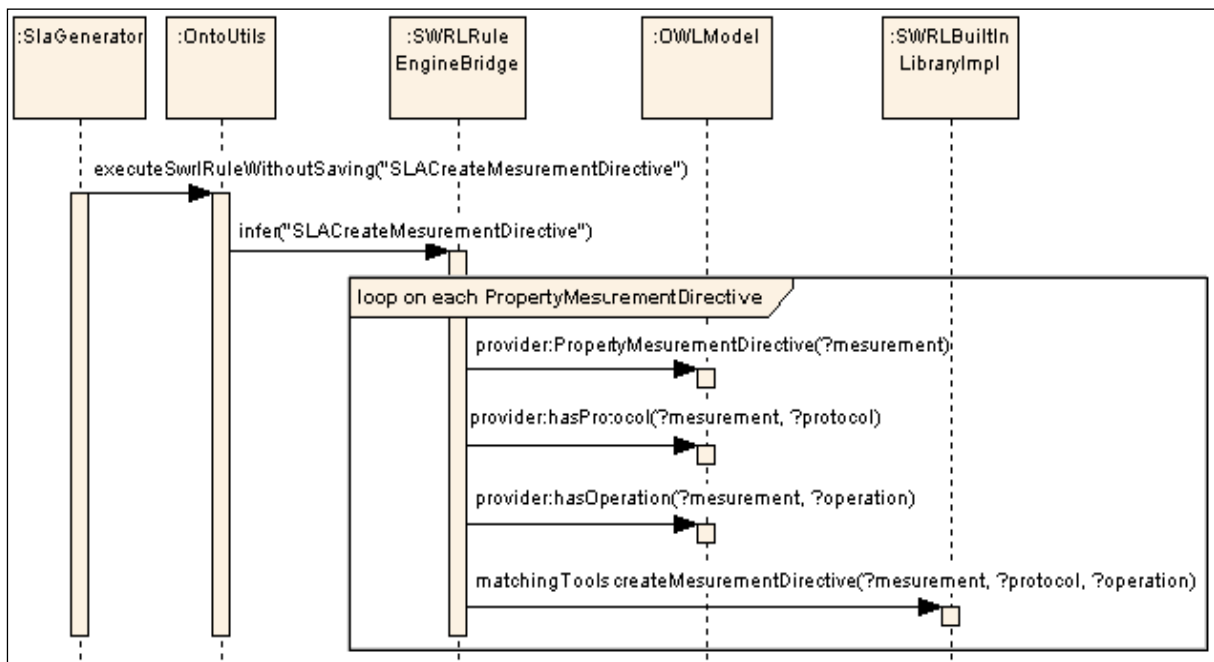 :SlaGenerator
:OntoUtils
:SWRLRule
EngineBridge
:OWLModel
:SWRLBuiltIn
LibraryImpl
executeSwrlRuleWithoutSaving("SLACreateMesurementDirective")
infer("SLACreateMesurementDirective")
loop on each PropertyMesurementDirective
provider:PropertyMesurementDirective(?mesurement)
provider:hasProtocol(?mesurement, ?protocol)
provider:hasOperation(?mesurement, ?operation)
matchingTools:createMesurementDirective(?mesurement, ?protocol, ?operation)